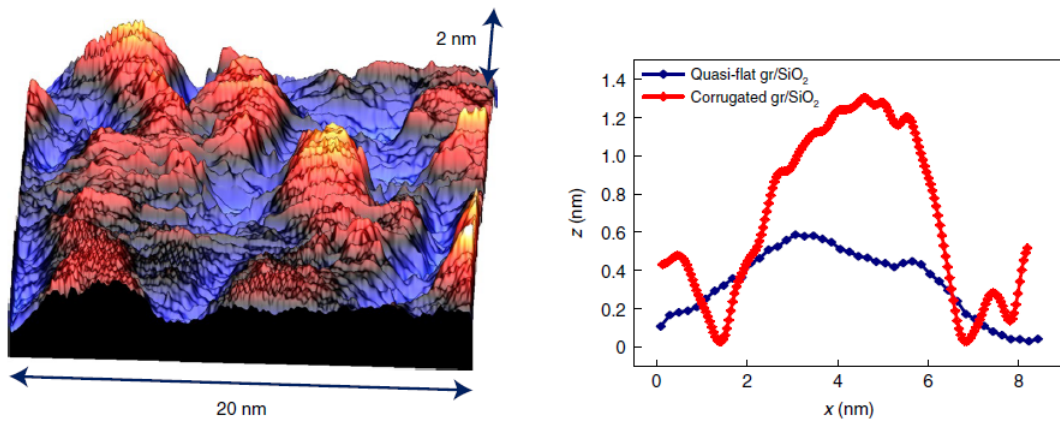 2 nm
20 nm
Quasi-flat gr/SiO₂
Corrugated gr/SiO₂
1.4
1.2
1.0
0.8
0.6
0.4
0.2
0
z (nm)
0 2 4 6 8
x (nm)